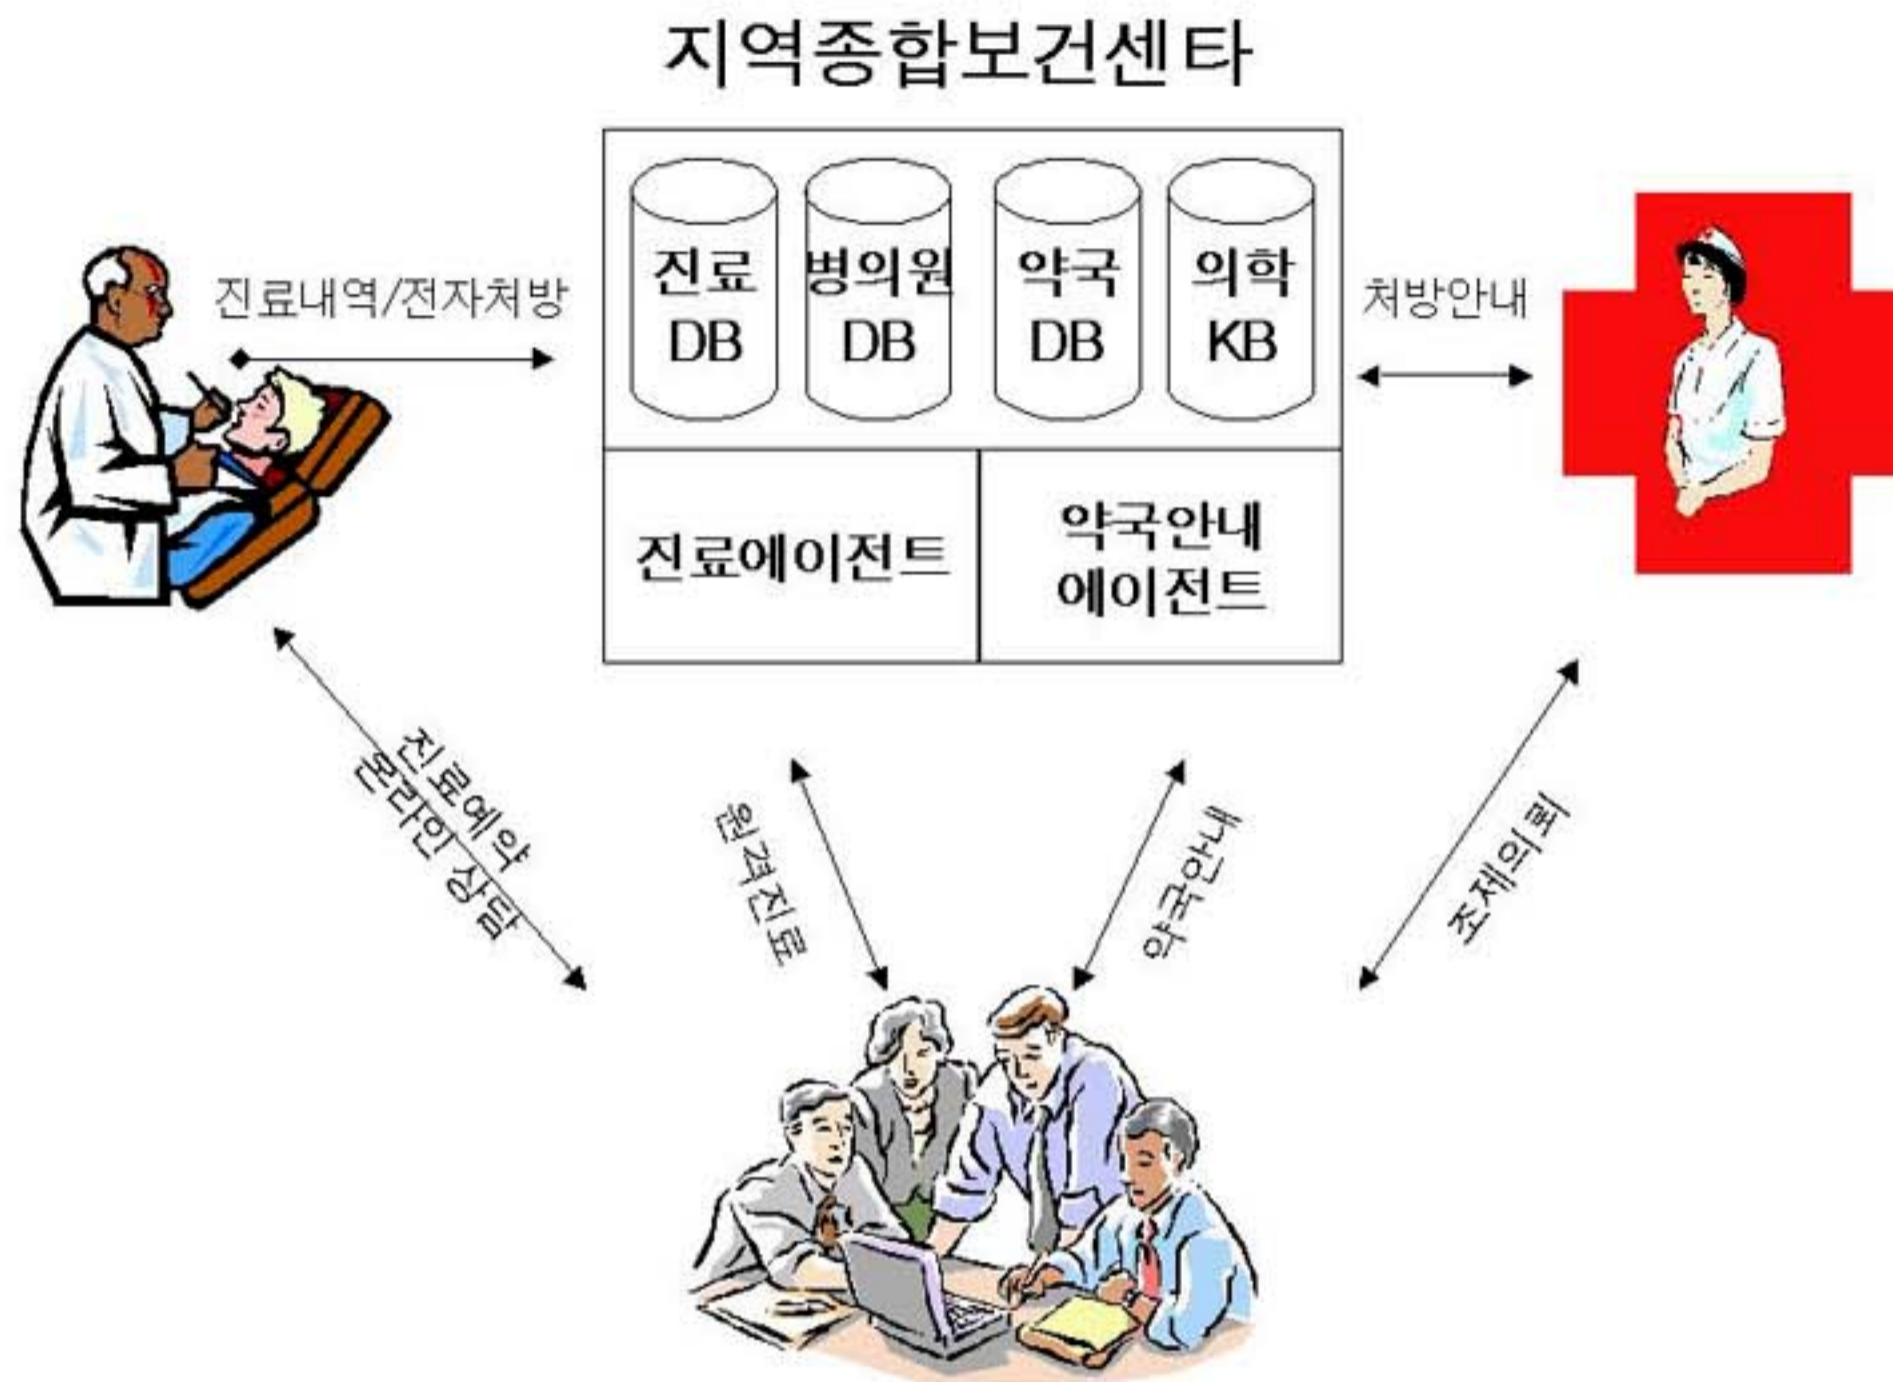 지역종합보건센타
진료
DB
병의원
DB
약국
DB
의학
KB
진료내역/전자처방
처방안내
진료에이전트
약국안내
에이전트
진료예약
온라인 상담
원격진료
약국안내
조제의뢰